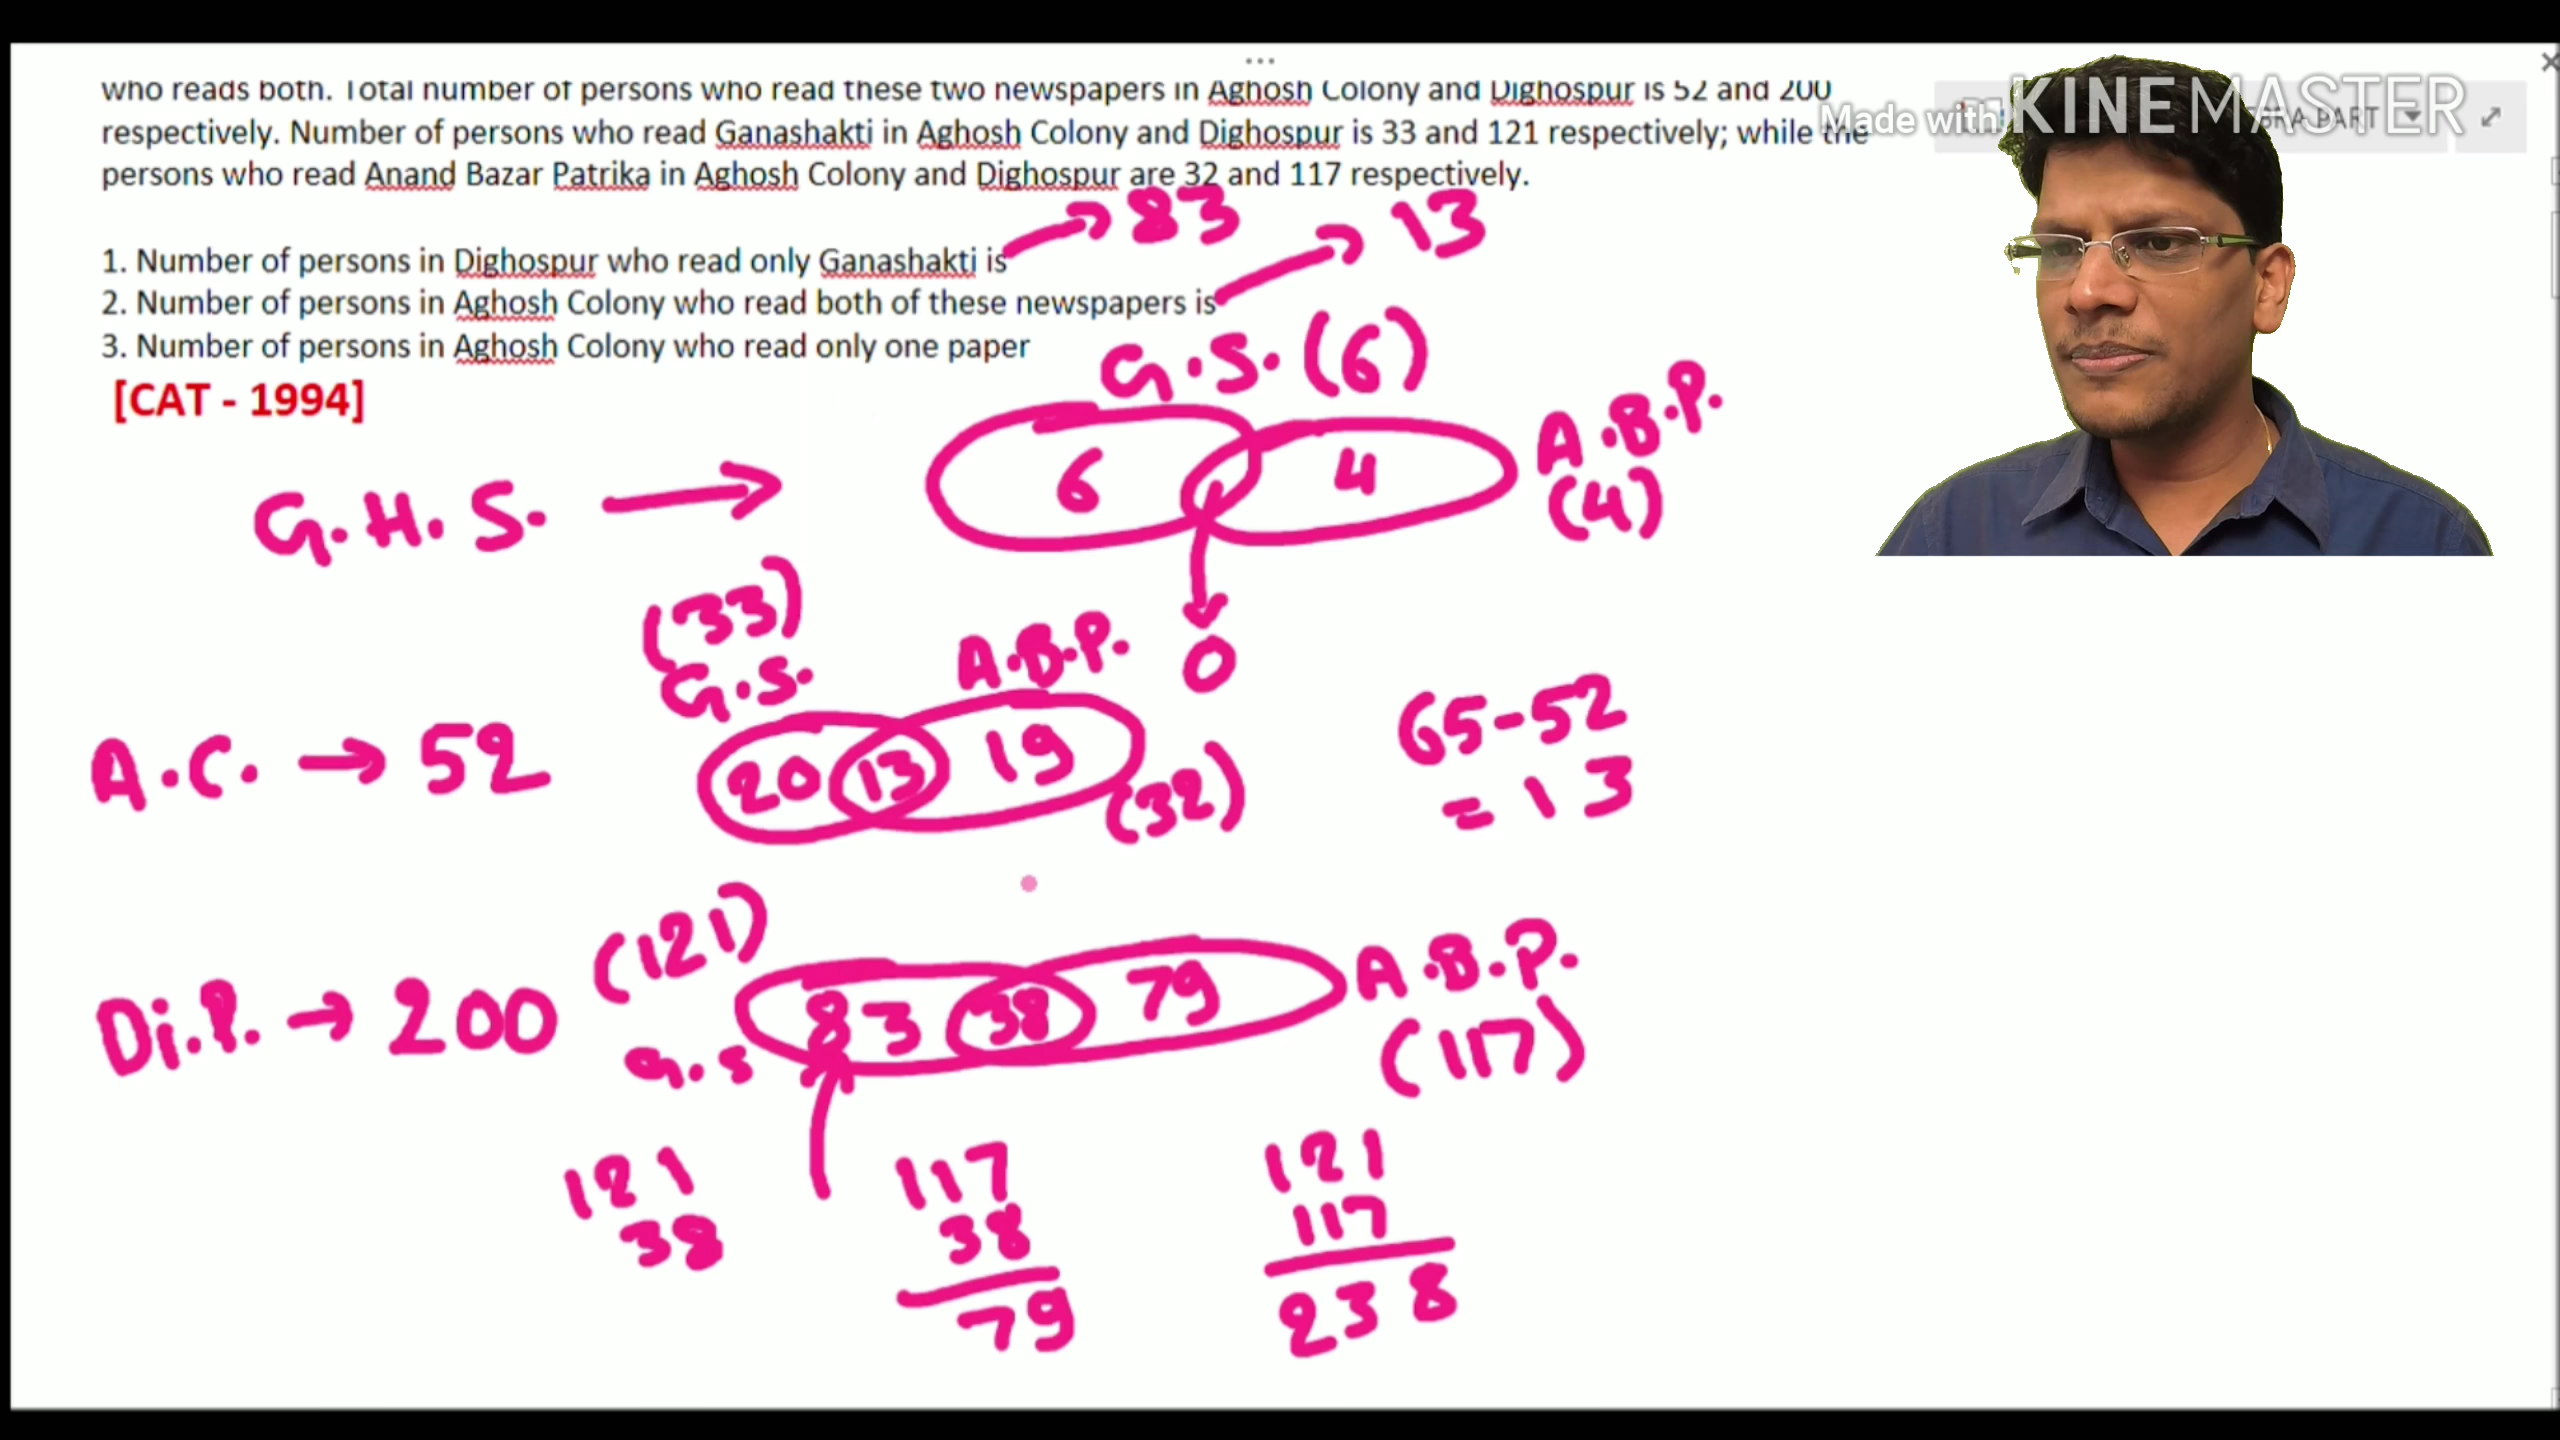 who reads both. Total number of persons who read these two newspapers in Aghosh Colony and Dighospur is 52 and 200
respectively. Number of persons who read Ganashakti in Aghosh Colony and Dighospur is 33 and 121 respectively; while the
persons who read Anand Bazar Patrika in Aghosh Colony and Dighospur are 32 and 117 respectively.
Made with KINEMASTER
PART
1. Number of persons in Dighospur who read only Ganashakti is → 83
2. Number of persons in Aghosh Colony who read both of these newspapers is → 13
3. Number of persons in Aghosh Colony who read only one paper
[CAT - 1994]
G.H.S. →
G.S. (6)
6 4
A.B.P.
(4)
0
A.C. → 52
(33)
G.S.
A.B.P.
20 13 19
(32)
65-52
= 13
Di.P. → 200
(121)
G.S
83 38 79
A.B.P.
(117)
121
38
117
38
79
121
117
238